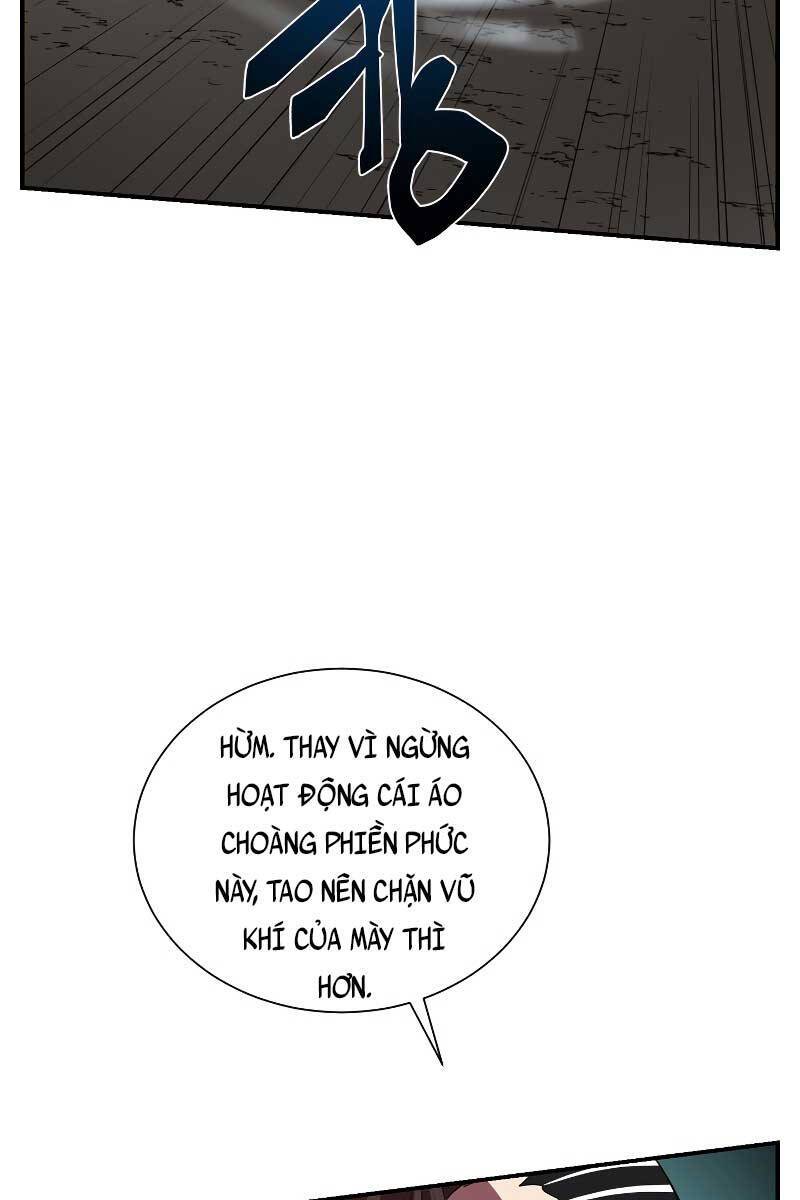 캉
HỪM. THAY VÌ NGỪNG
HOẠT ĐỘNG CÁI ÁO
CHOÀNG PHIỀN PHỨC
NÀY, TAO NÊN CHẶN VŨ
KHÍ CỦA MÀY THÌ
HƠN.